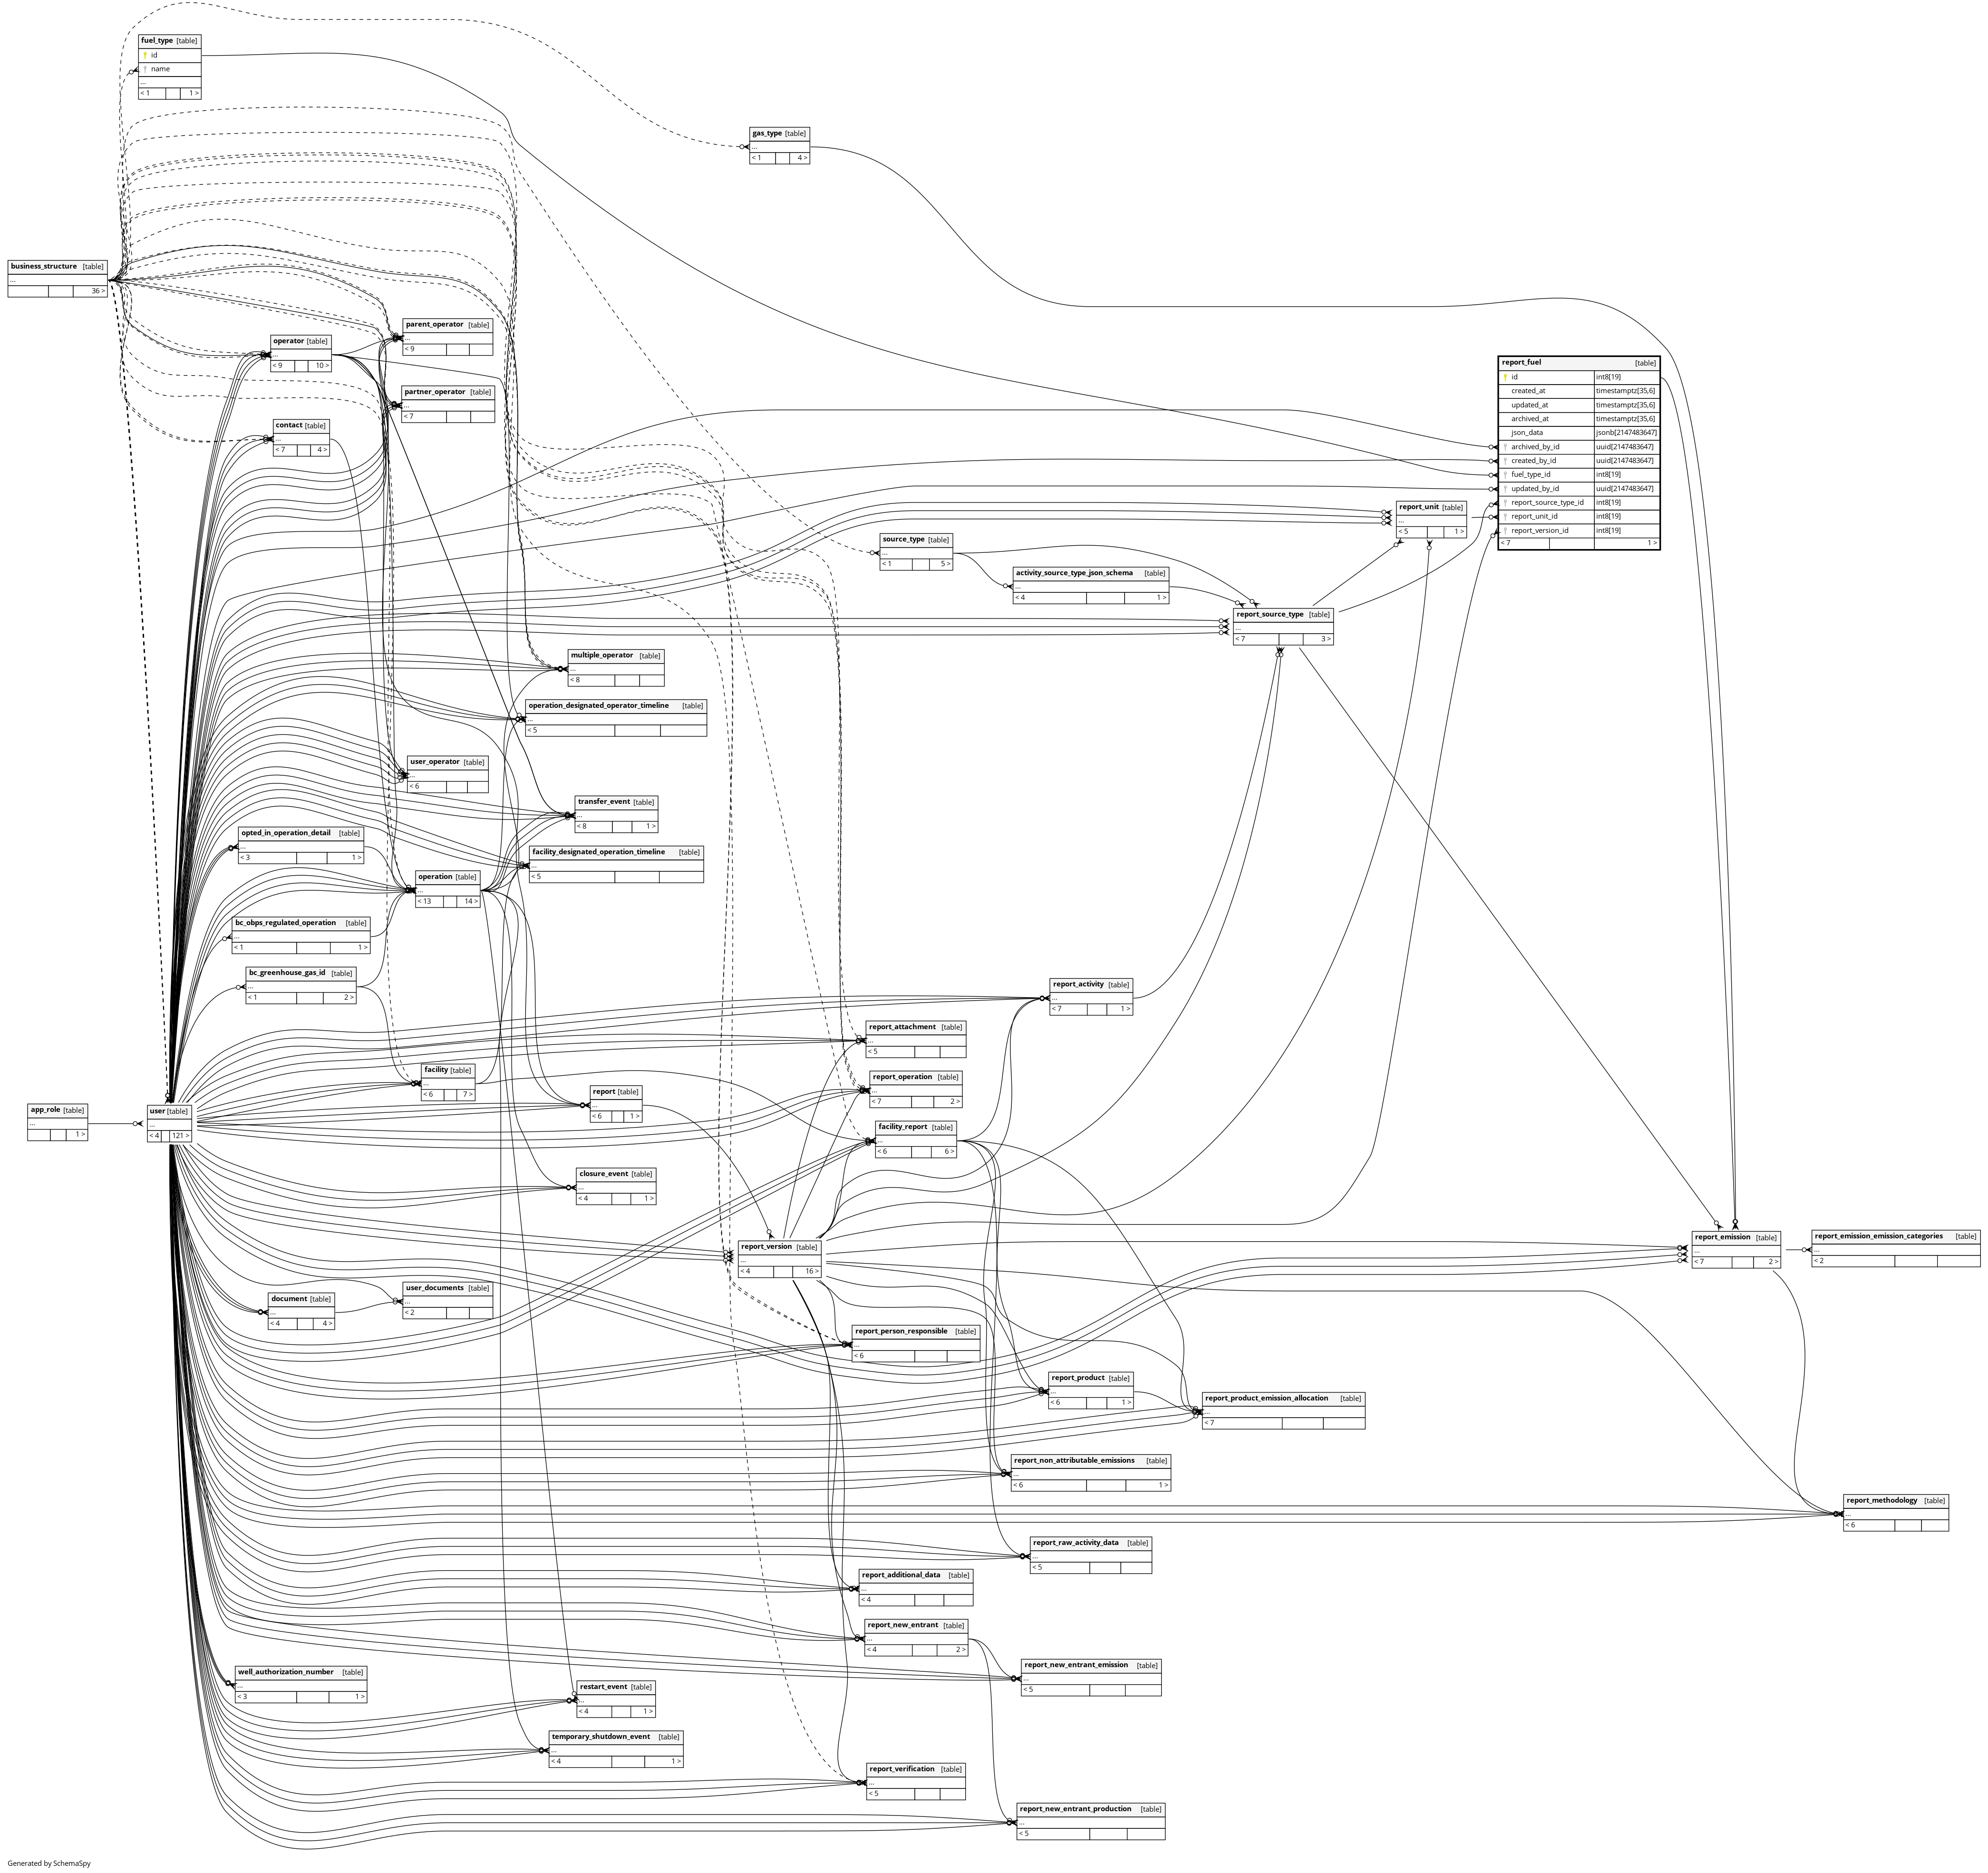 fuel_type [table]
id
name
...
< 1 1 >
gas_type [table]
...
< 1 4 >
business_structure [table]
...
36 >
parent_operator [table]
...
< 9
operator [table]
...
< 9 10 >
report_fuel [table]
id int8[19]
created_at timestamptz[35,6]
updated_at timestamptz[35,6]
archived_at timestamptz[35,6]
json_data jsonb[2147483647]
archived_by_id uuid[2147483647]
created_by_id uuid[2147483647]
fuel_type_id int8[19]
updated_by_id uuid[2147483647]
report_source_type_id int8[19]
report_unit_id int8[19]
report_version_id int8[19]
< 7 1 >
partner_operator [table]
...
< 7
contact [table]
...
< 7 4 >
report_unit [table]
...
< 5 1 >
source_type [table]
...
< 1 5 >
activity_source_type_json_schema [table]
...
< 4 1 >
report_source_type [table]
...
< 7 3 >
multiple_operator [table]
...
< 8
operation_designated_operator_timeline [table]
...
< 5
user_operator [table]
...
< 6
transfer_event [table]
...
< 8 1 >
opted_in_operation_detail [table]
...
< 3 1 >
facility_designated_operation_timeline [table]
...
< 5
operation [table]
...
< 13 14 >
bc_obps_regulated_operation [table]
...
< 1 1 >
bc_greenhouse_gas_id [table]
...
< 1 2 >
report_activity [table]
...
< 7 1 >
report_attachment [table]
...
< 5
facility [table]
...
< 6 7 >
report_operation [table]
...
< 7 2 >
report [table]
...
< 6 1 >
app_role [table]
...
1 >
user [table]
...
< 4 121 >
facility_report [table]
...
< 6 6 >
closure_event [table]
...
< 4 1 >
report_version [table]
...
< 4 16 >
report_emission [table]
...
< 7 2 >
report_emission_emission_categories [table]
...
< 2
user_documents [table]
...
< 2
document [table]
...
< 4 4 >
report_person_responsible [table]
...
< 6
report_product [table]
...
< 6 1 >
report_product_emission_allocation [table]
...
< 7
report_non_attributable_emissions [table]
...
< 6 1 >
report_methodology [table]
...
< 6
report_raw_activity_data [table]
...
< 5
report_additional_data [table]
...
< 4
report_new_entrant [table]
...
< 4 2 >
report_new_entrant_emission [table]
...
< 5
well_authorization_number [table]
...
< 3 1 >
restart_event [table]
...
< 4 1 >
temporary_shutdown_event [table]
...
< 4 1 >
report_verification [table]
...
< 5
report_new_entrant_production [table]
...
< 5
Generated by SchemaSpy